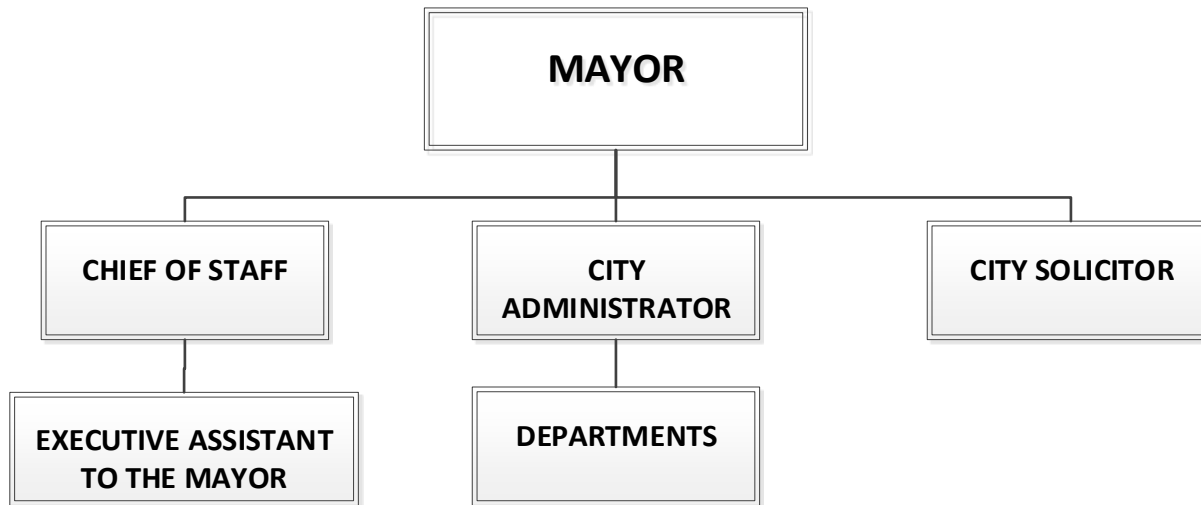 MAYOR
CHIEF OF STAFF
CITY
ADMINISTRATOR
CITY SOLICITOR
EXECUTIVE ASSISTANT
TO THE MAYOR
DEPARTMENTS